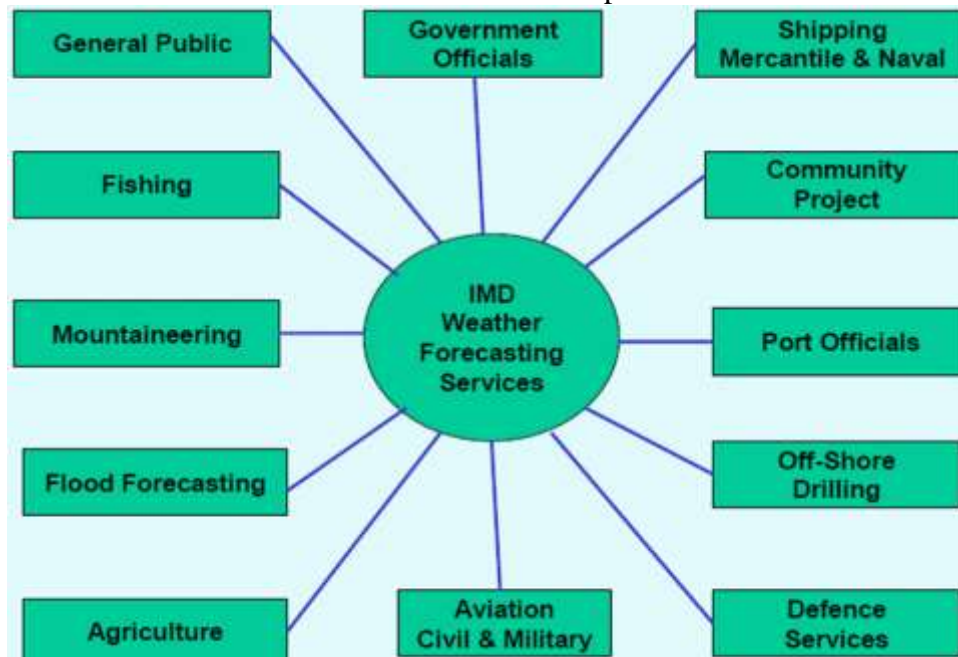 General Public
Government
Officials
Shipping
Mercantile & Naval
Fishing
Community
Project
IMD
Weather
Forecasting
Services
Mountaineering
Port Officials
Flood Forecasting
Off-Shore
Drilling
Agriculture
Aviation
Civil & Military
Defence
Services